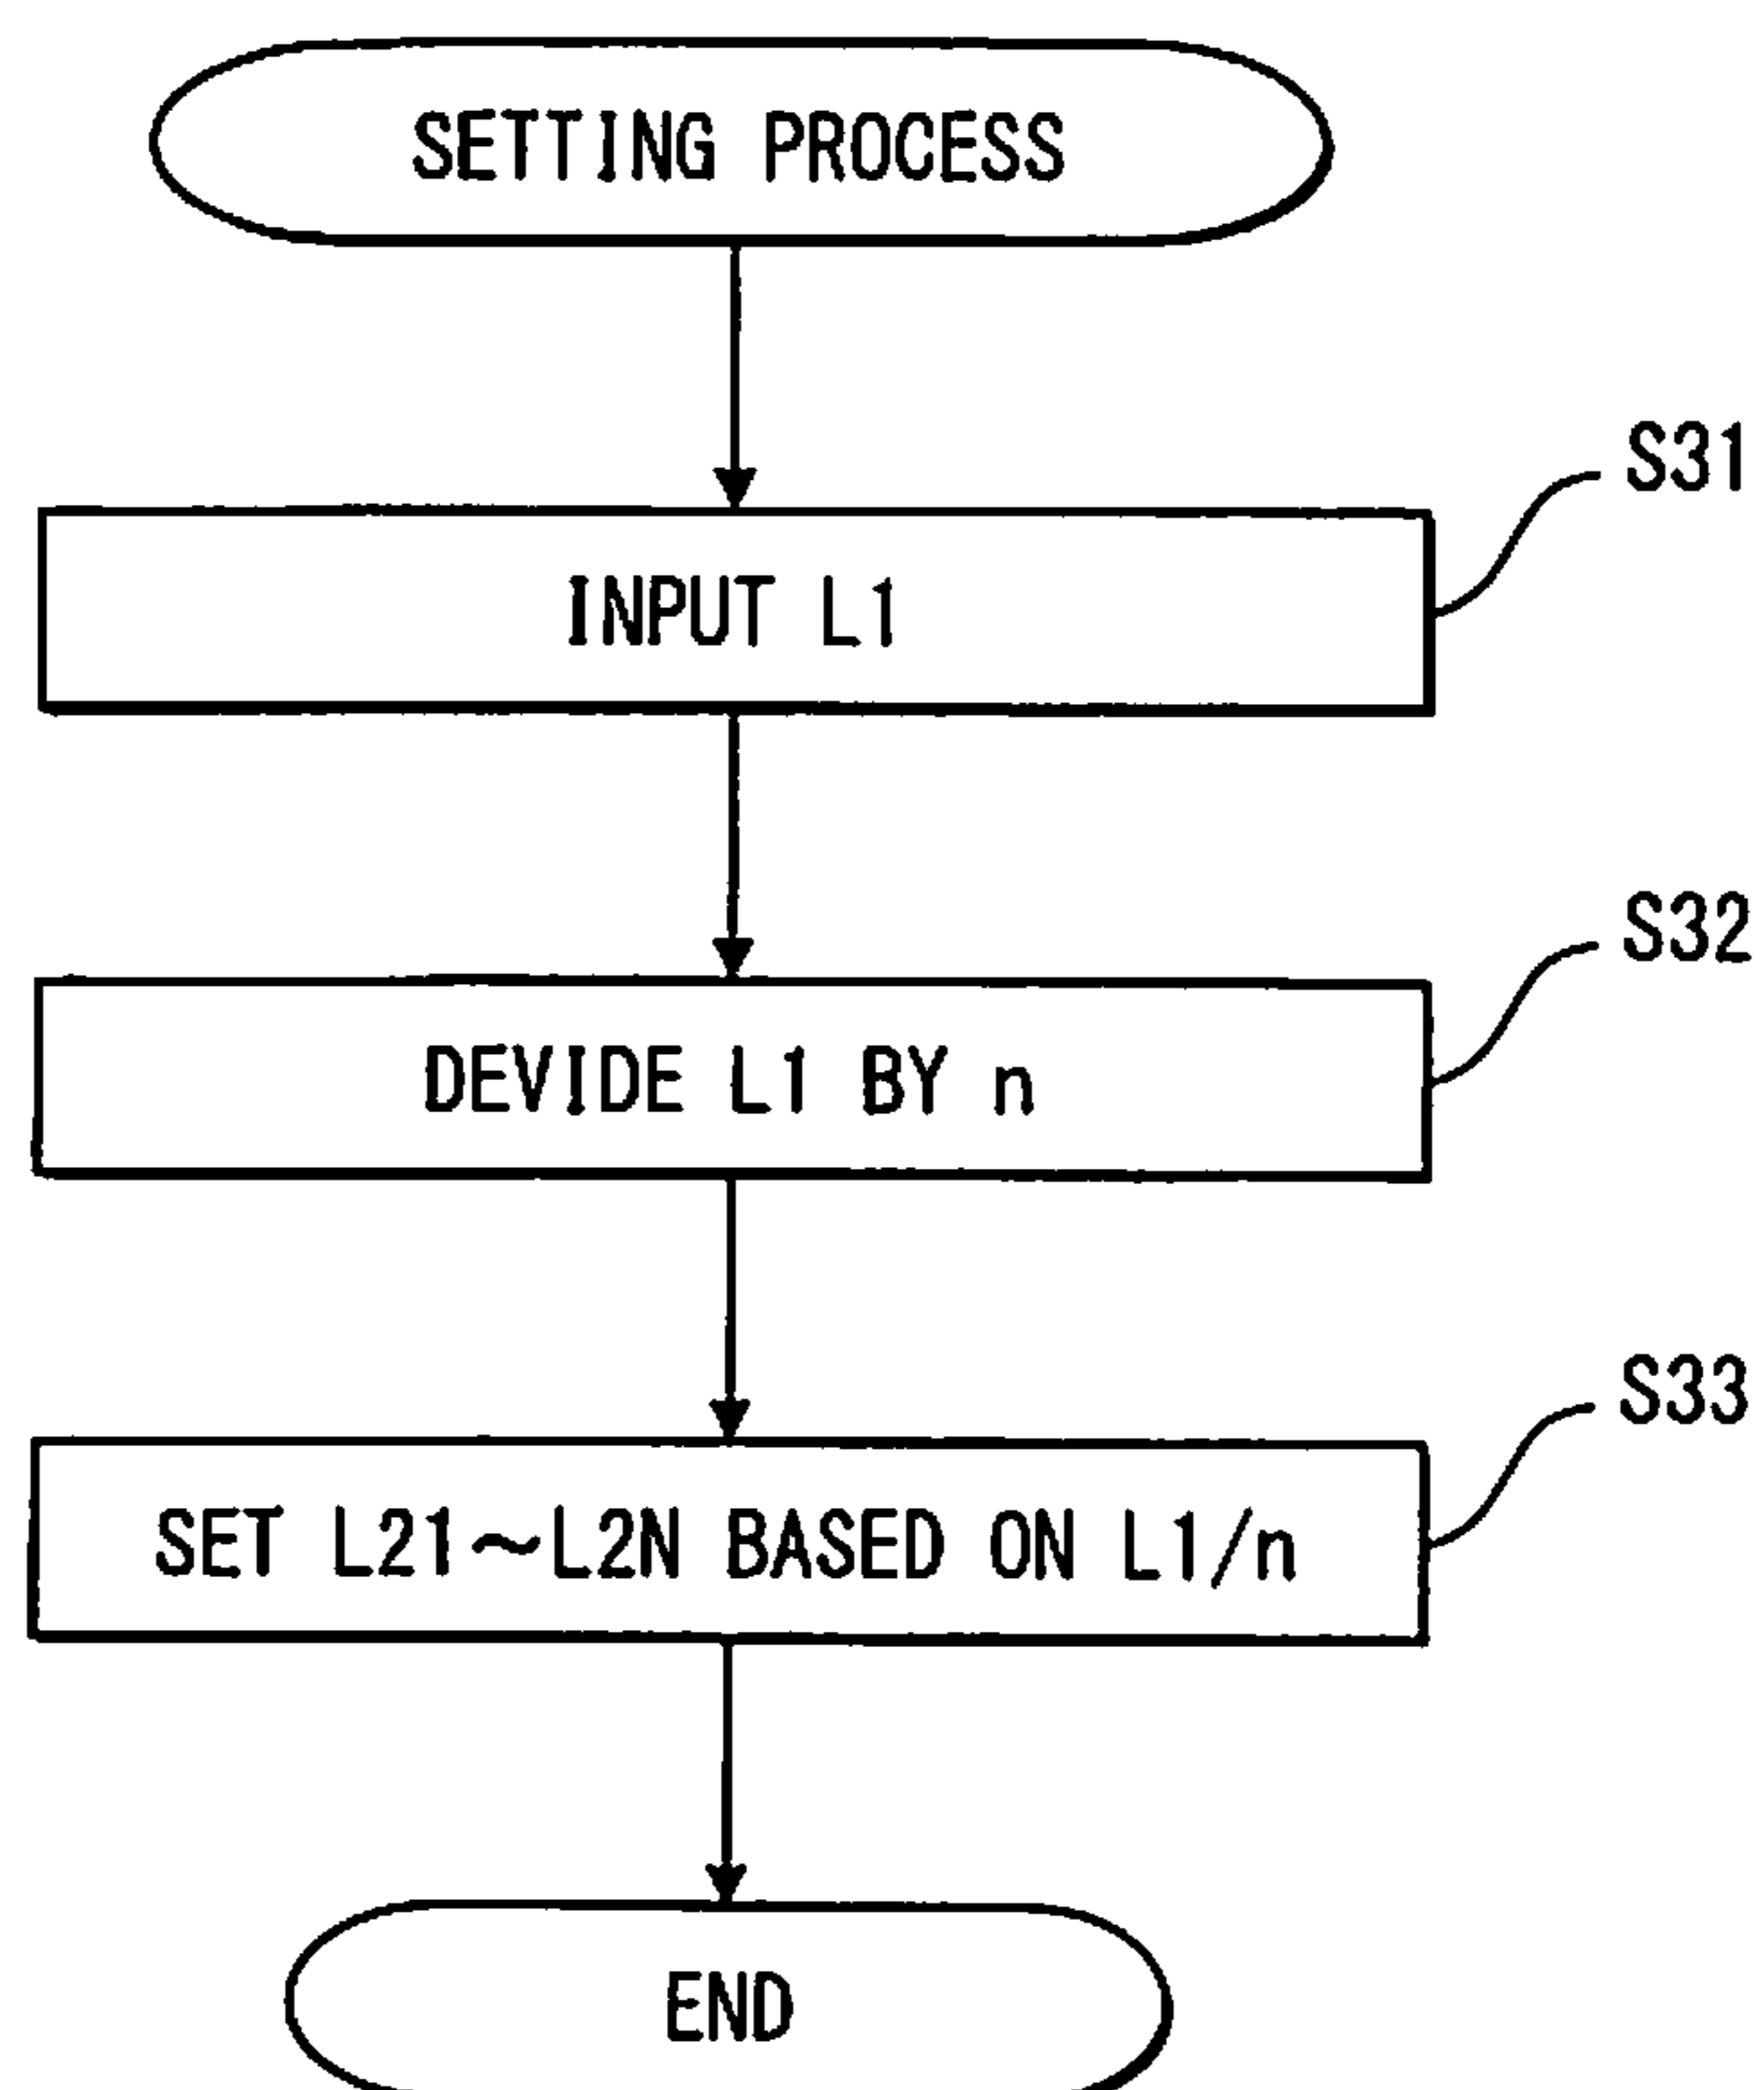 SETTING PROCESS
S31
INPUT L1
S32
DEVIDE L1 BY n
S33
SET L21~L2N BASED ON L1/n
END